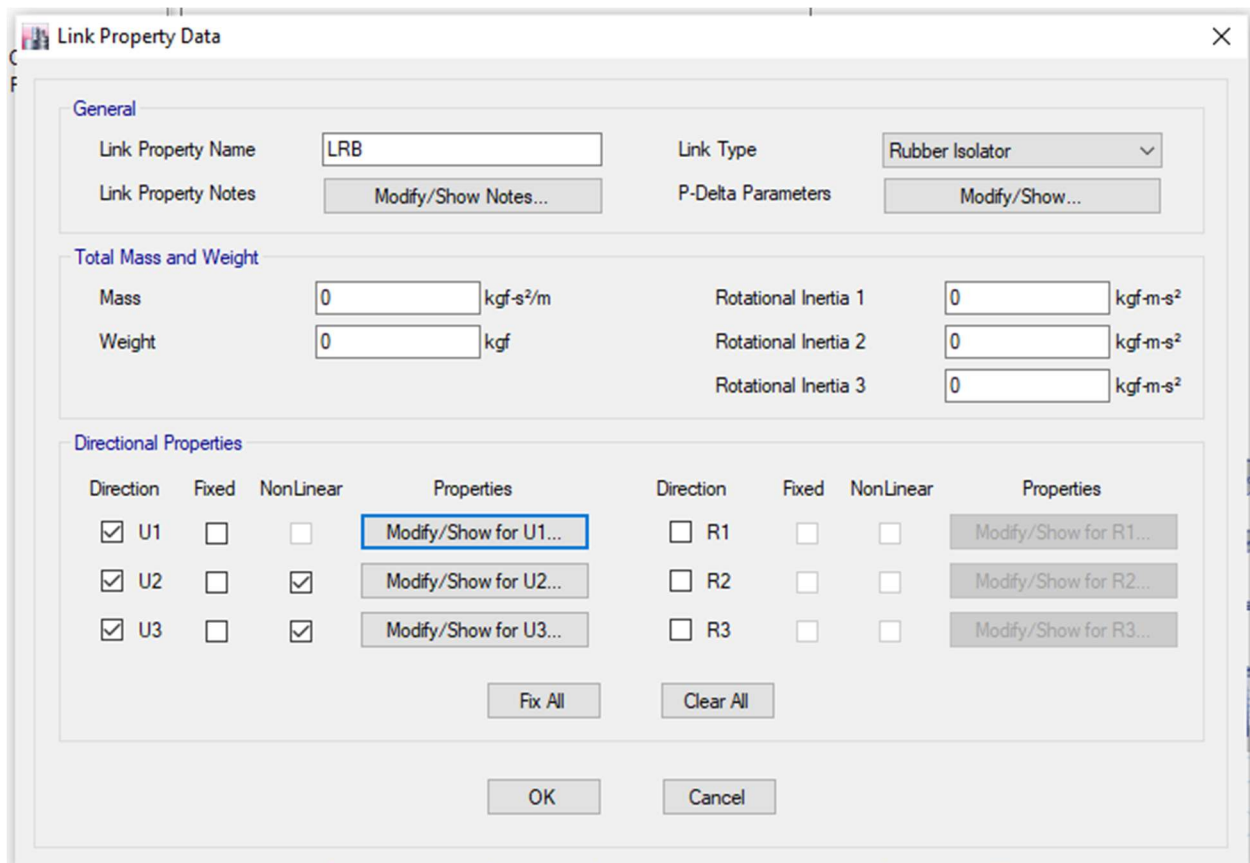 Link Property Data
General
Link Property Name LRB Link Type Rubber Isolator
Link Property Notes Modify/Show Notes... P-Delta Parameters Modify/Show...
Total Mass and Weight
Mass 0 kgf-s²/m Rotational Inertia 1 0 kgf-m-s²
Weight 0 kgf Rotational Inertia 2 0 kgf-m-s²
Rotational Inertia 3 0 kgf-m-s²
Directional Properties
Direction Fixed NonLinear Properties Direction Fixed NonLinear Properties
U1 Modify/Show for U1... R1 Modify/Show for R1...
U2 Modify/Show for U2... R2 Modify/Show for R2...
U3 Modify/Show for U3... R3 Modify/Show for R3...
Fix All Clear All
OK Cancel